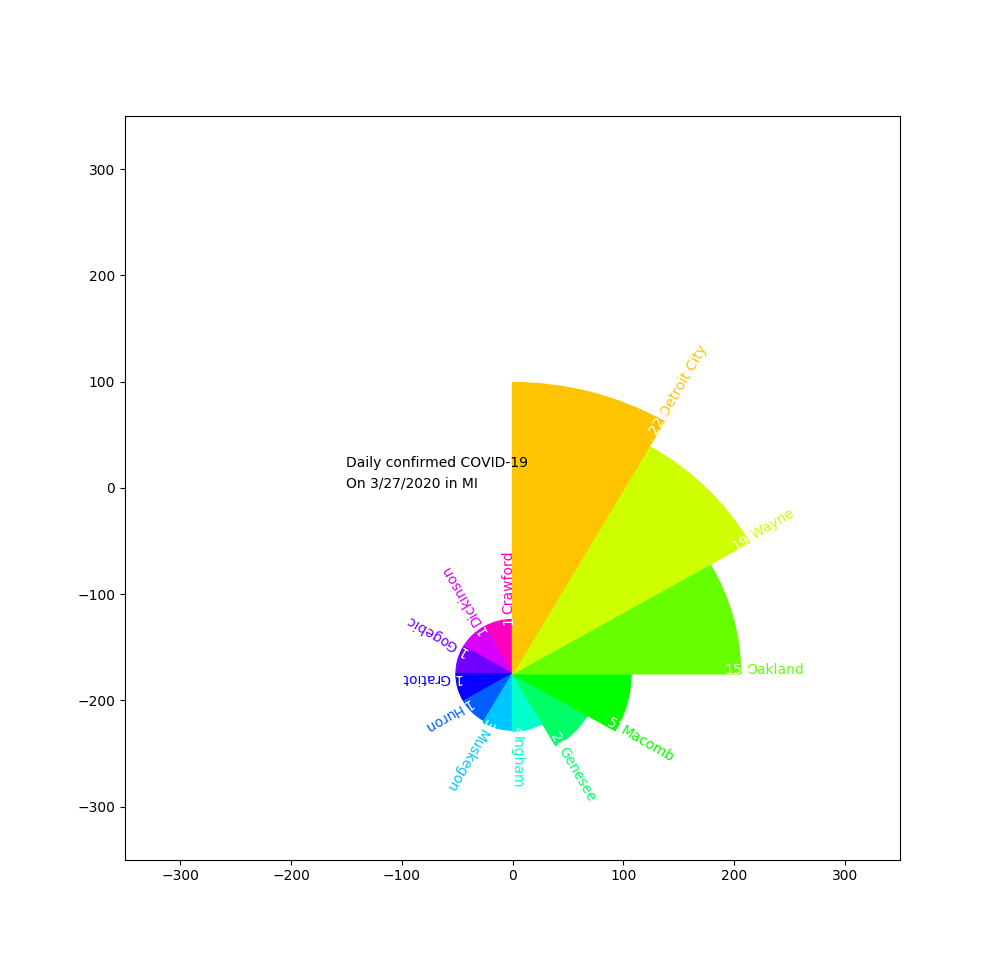 300
200
100
0
−100
−200
−300
−300
−200
−100
0
100
200
300
Daily confirmed COVID-19
On 3/27/2020 in MI
22 Detroit City
19 Wayne
15 Oakland
5 Macomb
2 Genesee
Ingham
Muskegon
1 Huron
1 Gratiot
1 Gogebic
1 Dickinson
1 Crawford